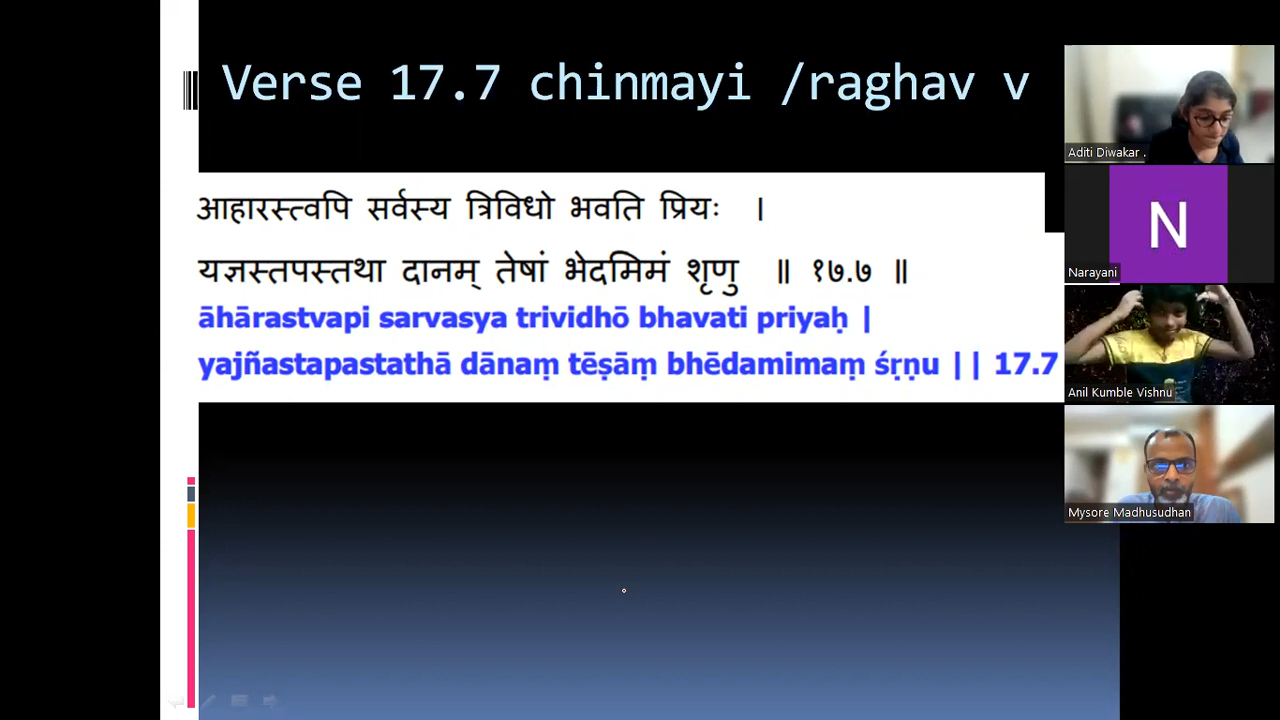 Verse 17.7 chinmayi /raghav v
आहारस्त्वपि सर्वस्य त्रिविधो भवति प्रियः ।
यज्ञस्तपस्तथा दानम् तेषां भेदमिमं शृणु ॥ १७.७ ॥
āhārastvapi sarvasya trividhō bhavati priyaḥ |
yajñastapastathā dānaṃ tēṣāṃ bhēdamimaṃ śrṇu || 17.7
Aditi Diwakar .
N
Narayani
Anil Kumble Vishnu
Mysore Madhusudhan